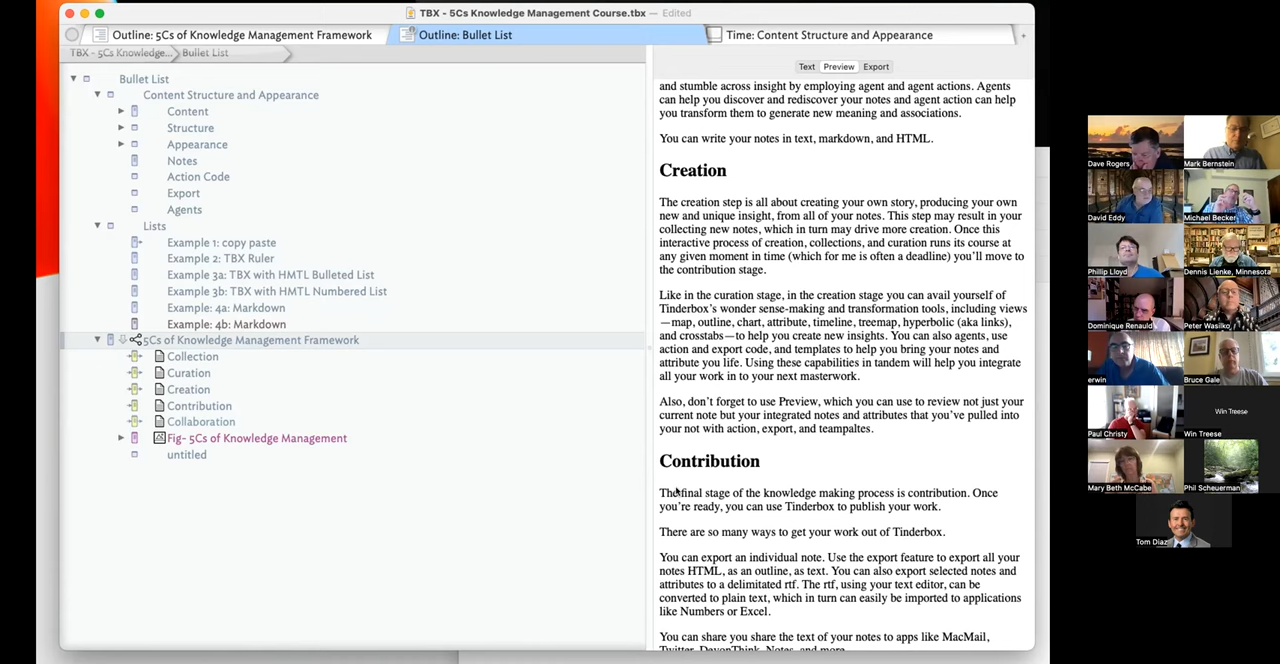 TBX - 5Cs Knowledge Management Course.tbx — Edited
Outline: 5Cs of Knowledge Management Framework
Outline: Bullet List
Time: Content Structure and Appearance
+
TBX - 5Cs Knowledge... Bullet List
Text Preview Export
Bullet List
Content Structure and Appearance
Content
Structure
Appearance
Notes
Action Code
Export
Agents
Lists
Example 1: copy paste
Example 2: TBX Ruler
Example 3a: TBX with HMTL Bulleted List
Example 3b: TBX with HMTL Numbered List
Example: 4a: Markdown
Example: 4b: Markdown
5Cs of Knowledge Management Framework
Collection
Curation
Creation
Contribution
Collaboration
Fig- 5Cs of Knowledge Management
untitled
and stumble across insight by employing agent and agent actions. Agents
can help you discover and rediscover your notes and agent action can help
you transform them to generate new meaning and associations.
You can write your notes in text, markdown, and HTML.
Creation
The creation step is all about creating your own story, producing your own
new and unique insight, from all of your notes. This step may result in your
collecting new notes, which in turn may drive more creation. Once this
interactive process of creation, collections, and curation runs its course at
any given moment in time (which for me is often a deadline) you'll move to
the contribution stage.
Like in the curation stage, in the creation stage you can avail yourself of
Tinderbox's wonder sense-making and transformation tools, including views
—map, outline, chart, attribute, timeline, treemap, hyperbolic (aka links),
and crosstabs—to help you create new insights. You can also agents, use
action and export code, and templates to help you bring your notes and
attribute you life. Using these capabilities in tandem will help you integrate
all your work in to your next masterwork.
Also, don't forget to use Preview, which you can use to review not just your
current note but your integrated notes and attributes that you've pulled into
your not with action, export, and teampaltes.
Contribution
The final stage of the knowledge making process is contribution. Once
you're ready, you can use Tinderbox to publish your work.
There are so many ways to get your work out of Tinderbox.
You can export an individual note. Use the export feature to export all your
notes HTML, as an outline, as text. You can also export selected notes and
attributes to a delimitated rtf. The rtf, using your text editor, can be
converted to plain text, which in turn can easily be imported to applications
like Numbers or Excel.
You can share you share the text of your notes to apps like MacMail,
Twitter, DevonThink, Notes, and more.
Dave Rogers
Mark Bernstein
David Eddy
Michael Becker
Phillip Lloyd
Dennis Lienke, Minnesota
Dominique Renauld
Peter Wasilko
erwin
Bruce Gale
Paul Christy
Win Treese
Win Treese
Mary Beth McCabe
Phil Scheuerman
Tom Diaz